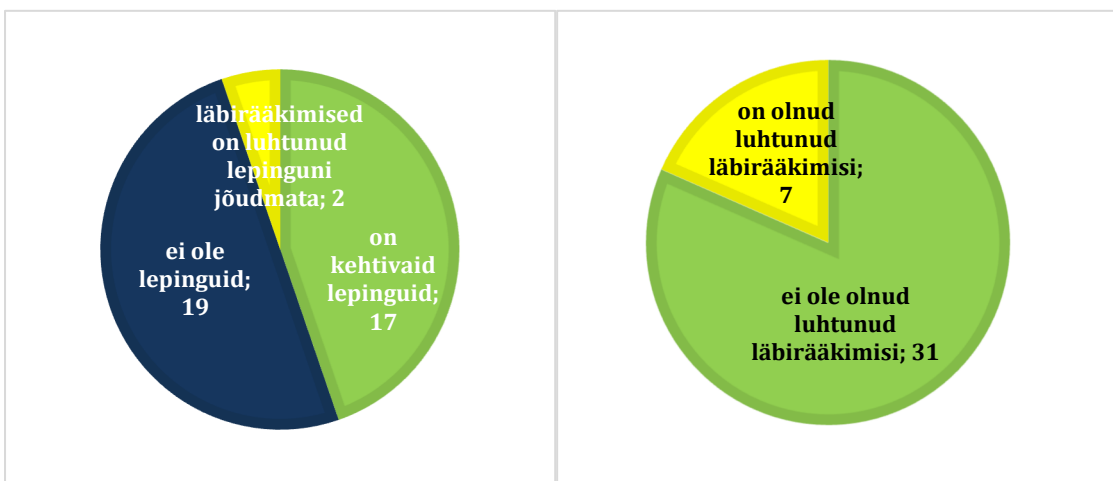 läbirääkimised
on luhtunud
lepinguni
jõudmata; 2
ei ole
lepinguid;
19
on
kehtivaid
lepinguid;
17
on olnud
luhtunud
läbirääkimisi;
7
ei ole olnud
luhtunud
läbirääkimisi; 31